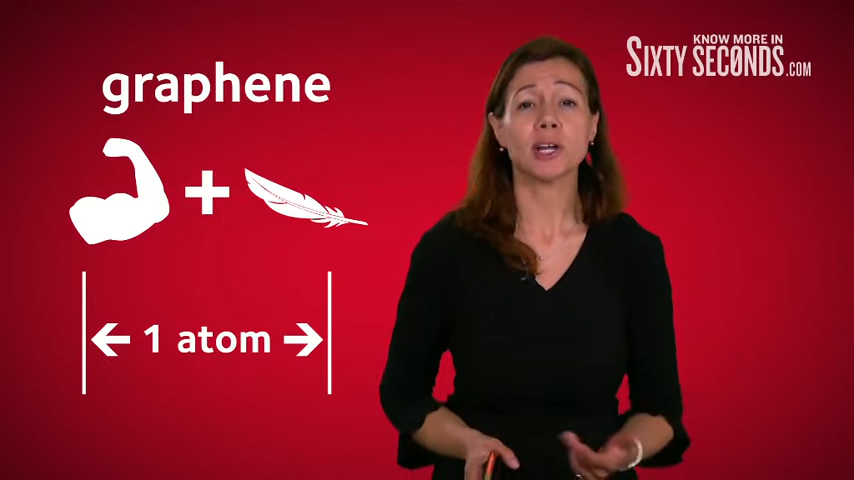 graphene
+
1 atom
KNOW MORE IN
SIXTY SECONDS.COM